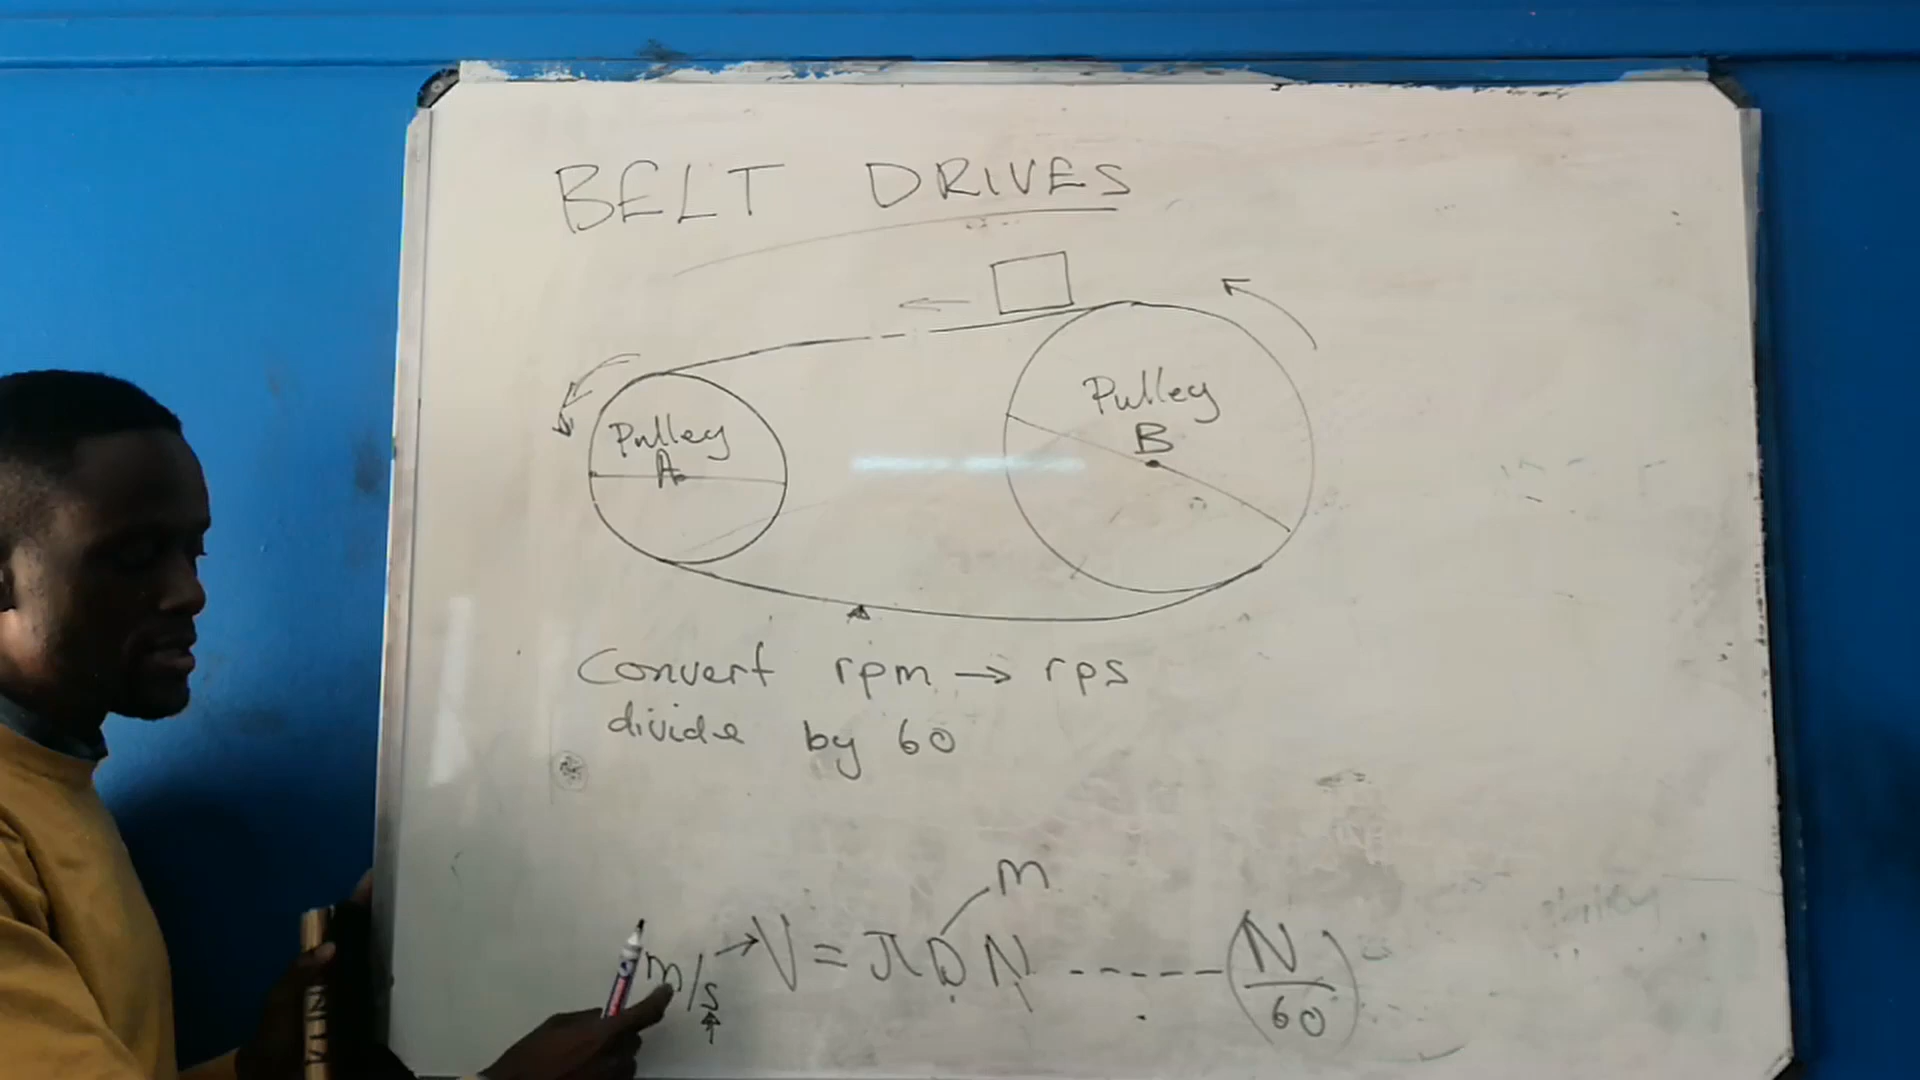 BELT DRIVES
Pulley
A
Pulley
B
Convert rpm → rps
divide by 60
m
m/s → V = πDN ------ (N/60)